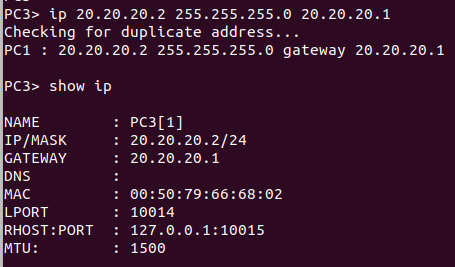 PC3> ip 20.20.20.2 255.255.255.0 20.20.20.1
Checking for duplicate address...
PC1 : 20.20.20.2 255.255.255.0 gateway 20.20.20.1
PC3> show ip
NAME        : PC3[1]
IP/MASK     : 20.20.20.2/24
GATEWAY     : 20.20.20.1
DNS         :
MAC         : 00:50:79:66:68:02
LPORT       : 10014
RHOST:PORT  : 127.0.0.1:10015
MTU:        : 1500